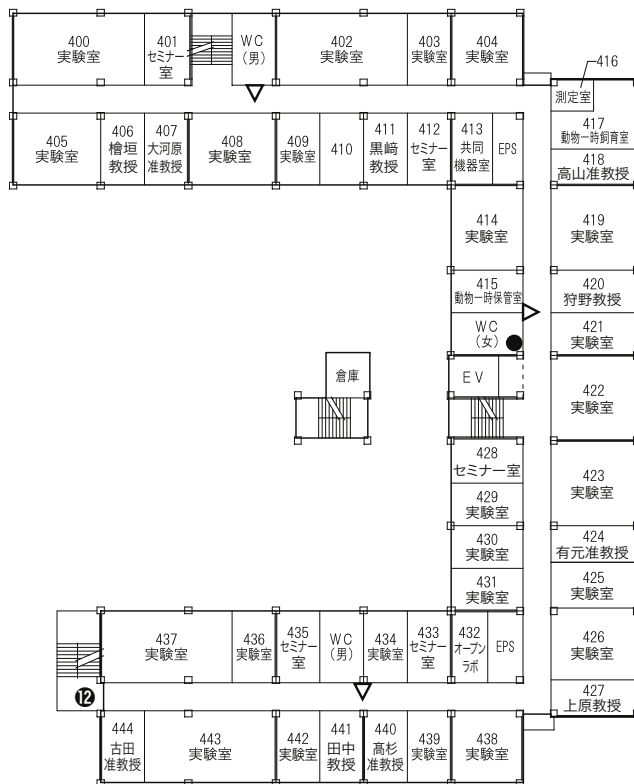 400
実験室
401
セミナー
室
WC
(男)
402
実験室
403
実験室
404
実験室
416
測定室
417
動物一時飼育室
418
高山准教授
405
実験室
406
檜垣
教授
407
大河原
准教授
408
実験室
409
実験室
410
411
黒﨑
教授
412
セミナー
室
413
共同
機器室
EPS
414
実験室
419
実験室
415
動物一時保管室
420
狩野教授
WC
(女)
421
実験室
倉庫
EV
422
実験室
428
セミナー室
423
実験室
429
実験室
430
実験室
424
有元准教授
431
実験室
425
実験室
437
実験室
436
実験室
435
セミナー
室
WC
(男)
434
実験室
433
セミナー
室
432
オープン
ラボ
EPS
426
実験室
427
上原教授
12
444
古田
准教授
443
実験室
442
実験室
441
田中
教授
440
髙杉
准教授
439
実験室
438
実験室